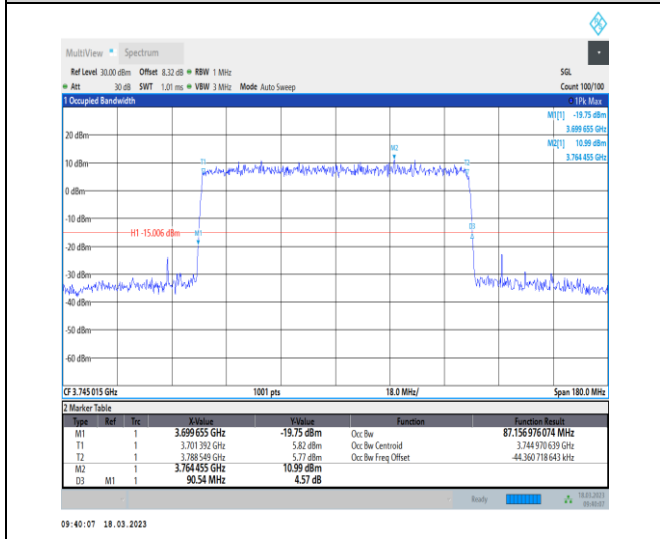 MultiView Spectrum
Ref Level 30.00 dBm Offset 8.32 dB RBW 1 MHz SGL
Att 30 dB SWT 1.01 ms VBW 3 MHz Mode Auto Sweep Count 100/100
1 Occupied Bandwidth 1Pk Max
M1[1] -19.75 dBm
3.699 655 GHz
M2[1] 10.99 dBm
3.764 455 GHz
20 dBm
M2
10 dBm
T1 T2
0 dBm
-10 dBm
H1 -15.006 dBm M1 D3
-20 dBm
-30 dBm
-40 dBm
-50 dBm
-60 dBm
CF 3.745 015 GHz 1001 pts 18.0 MHz/ Span 180.0 MHz
2 Marker Table
Type Ref Trc X-Value Y-Value Function Function Result
M1 1 3.699 655 GHz -19.75 dBm Occ Bw 87.156 976 074 MHz
T1 1 3.701 392 GHz 5.82 dBm Occ Bw Centroid 3.744 970 639 GHz
T2 1 3.788 549 GHz 5.77 dBm Occ Bw Freq Offset -44.360 718 643 kHz
M2 1 3.764 455 GHz 10.99 dBm
D3 M1 1 90.54 MHz 4.57 dB
Ready 18.03.2023
09:40:07
09:40:07 18.03.2023